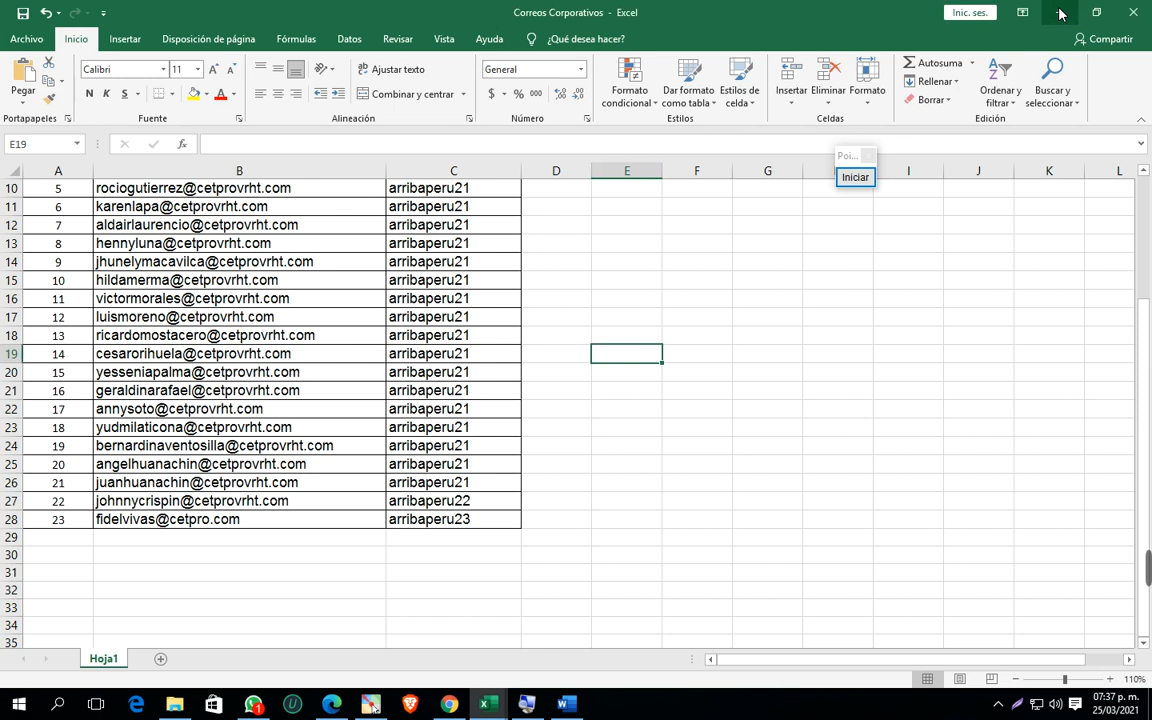 Correos Corporativos - Excel
Inic. ses.
Archivo Inicio Insertar Disposición de página Fórmulas Datos Revisar Vista Ayuda ¿Qué desea hacer? Compartir
Pegar
Calibri 11
N K S
Ajustar texto
Combinar y centrar
General
$ % 000
Formato condicional
Dar formato como tabla
Estilos de celda
Insertar Eliminar Formato
Autosuma
Rellenar
Borrar
Ordenar y filtrar
Buscar y seleccionar
Portapapeles Fuente Alineación Número Estilos Celdas Edición
E19 fx
Poi...
Iniciar
A B C D E F G I J K L
10 5 rociogutierrez@cetprovrht.com arribaperu21
11 6 karenlapa@cetprovrht.com arribaperu21
12 7 aldairlaurencio@cetprovrht.com arribaperu21
13 8 hennyluna@cetprovrht.com arribaperu21
14 9 jhunelymacavilca@cetprovrht.com arribaperu21
15 10 hildamerma@cetprovrht.com arribaperu21
16 11 victormorales@cetprovrht.com arribaperu21
17 12 luismoreno@cetprovrht.com arribaperu21
18 13 ricardomostacero@cetprovrht.com arribaperu21
19 14 cesarorihuela@cetprovrht.com arribaperu21
20 15 yesseniapalma@cetprovrht.com arribaperu21
21 16 geraldinarafael@cetprovrht.com arribaperu21
22 17 annysoto@cetprovrht.com arribaperu21
23 18 yudmilaticona@cetprovrht.com arribaperu21
24 19 bernardinaventosilla@cetprovrht.com arribaperu21
25 20 angelhuanachin@cetprovrht.com arribaperu21
26 21 juanhuanachin@cetprovrht.com arribaperu21
27 22 johnnycrispin@cetprovrht.com arribaperu22
28 23 fidelvivas@cetpro.com arribaperu23
29
30
31
32
33
34
35
Hoja1
110%
07:37 p. m.
25/03/2021